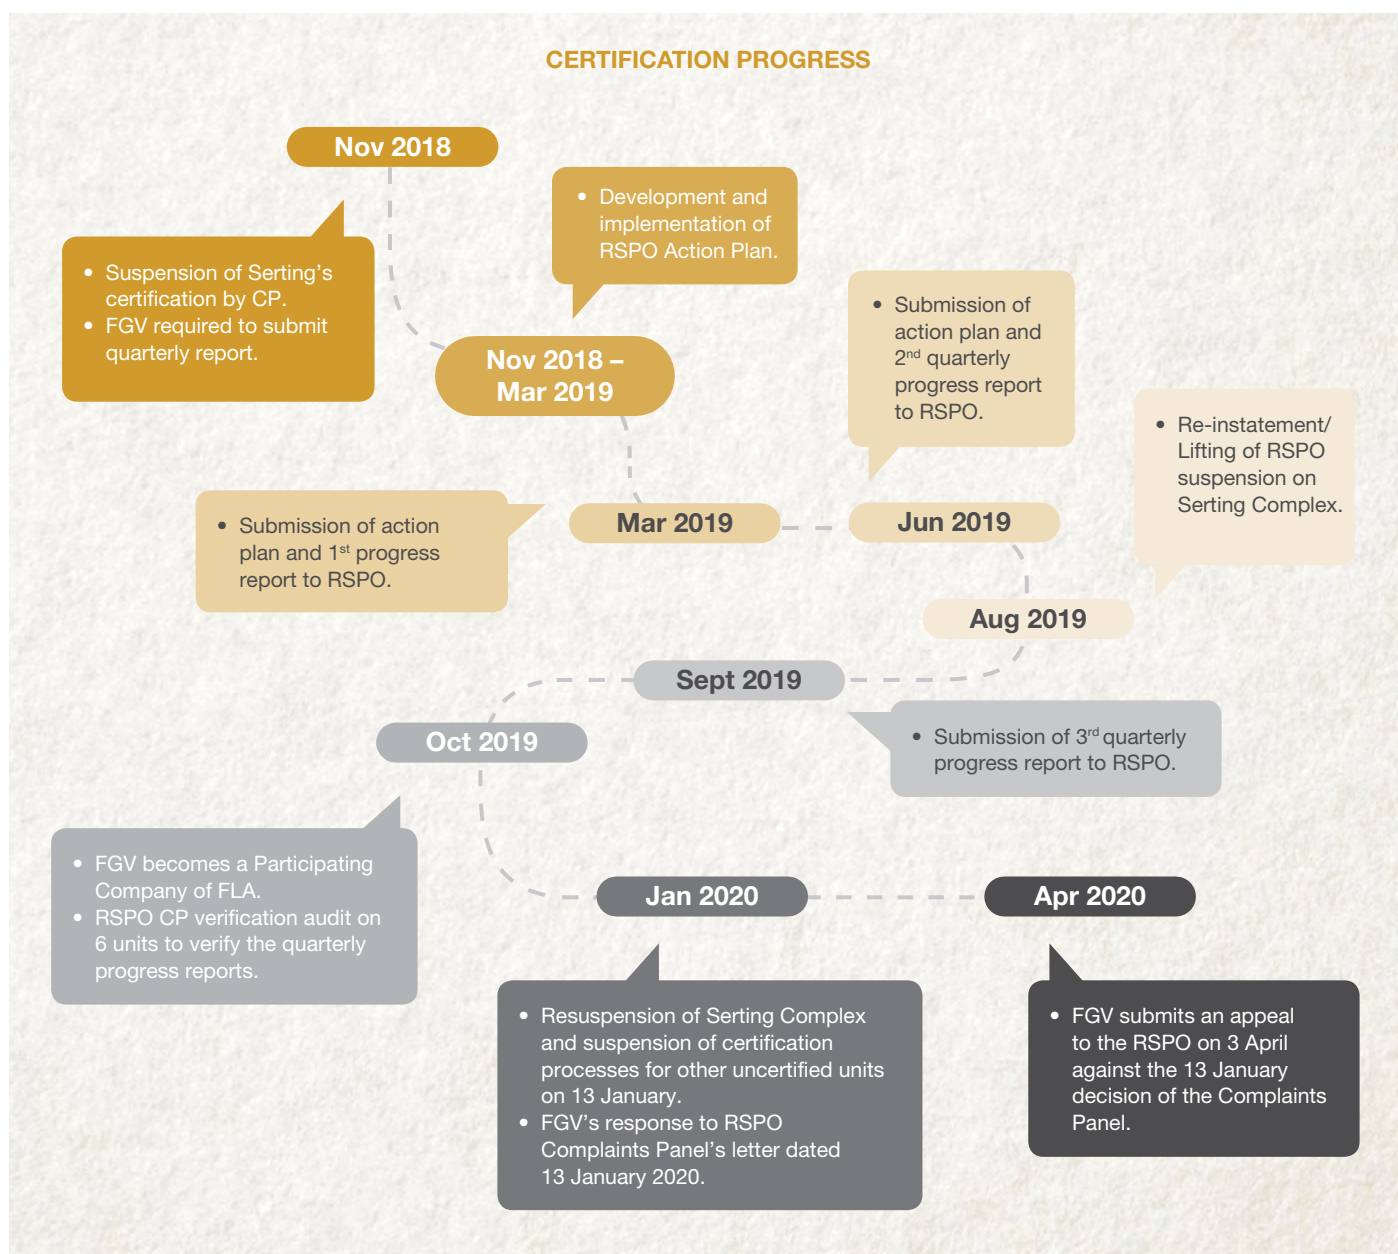 CERTIFICATION PROGRESS
Nov 2018
• Suspension of Serting’s
certification by CP.
• FGV required to submit
quarterly report.
• Development and
implementation of
RSPO Action Plan.
Nov 2018 –
Mar 2019
• Submission of action
plan and 1st progress
report to RSPO.
Mar 2019
• Submission of
action plan and
2nd quarterly
progress report
to RSPO.
Jun 2019
• Re-instatement/
Lifting of RSPO
suspension on
Serting Complex.
Aug 2019
Sept 2019
• Submission of 3rd quarterly
progress report to RSPO.
Oct 2019
• FGV becomes a Participating
Company of FLA.
• RSPO CP verification audit on
6 units to verify the quarterly
progress reports.
Jan 2020
• Resuspension of Serting Complex
and suspension of certification
processes for other uncertified units
on 13 January.
• FGV’s response to RSPO
Complaints Panel’s letter dated
13 January 2020.
Apr 2020
• FGV submits an appeal
to the RSPO on 3 April
against the 13 January
decision of the Complaints
Panel.